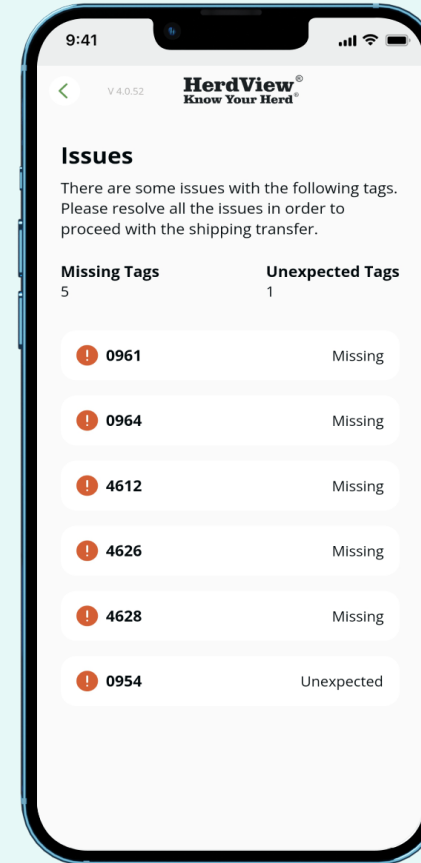 9:41
V 4.0.52
HerdView®
Know Your Herd®
Issues
There are some issues with the following tags.
Please resolve all the issues in order to
proceed with the shipping transfer.
Missing Tags
5
Unexpected Tags
1
0961 Missing
0964 Missing
4612 Missing
4626 Missing
4628 Missing
0954 Unexpected